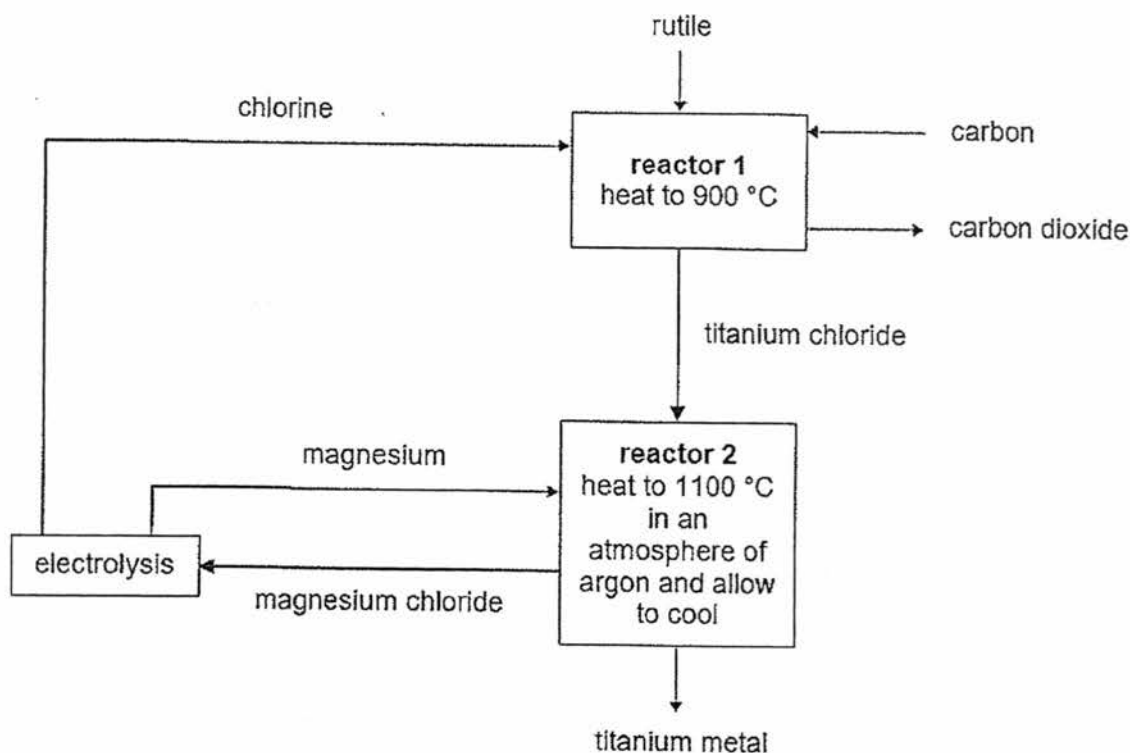 rutile
chlorine
carbon
reactor 1
heat to 900 °C
carbon dioxide
titanium chloride
magnesium
reactor 2
heat to 1100 °C
in an
atmosphere of
argon and allow
to cool
electrolysis
magnesium chloride
titanium metal